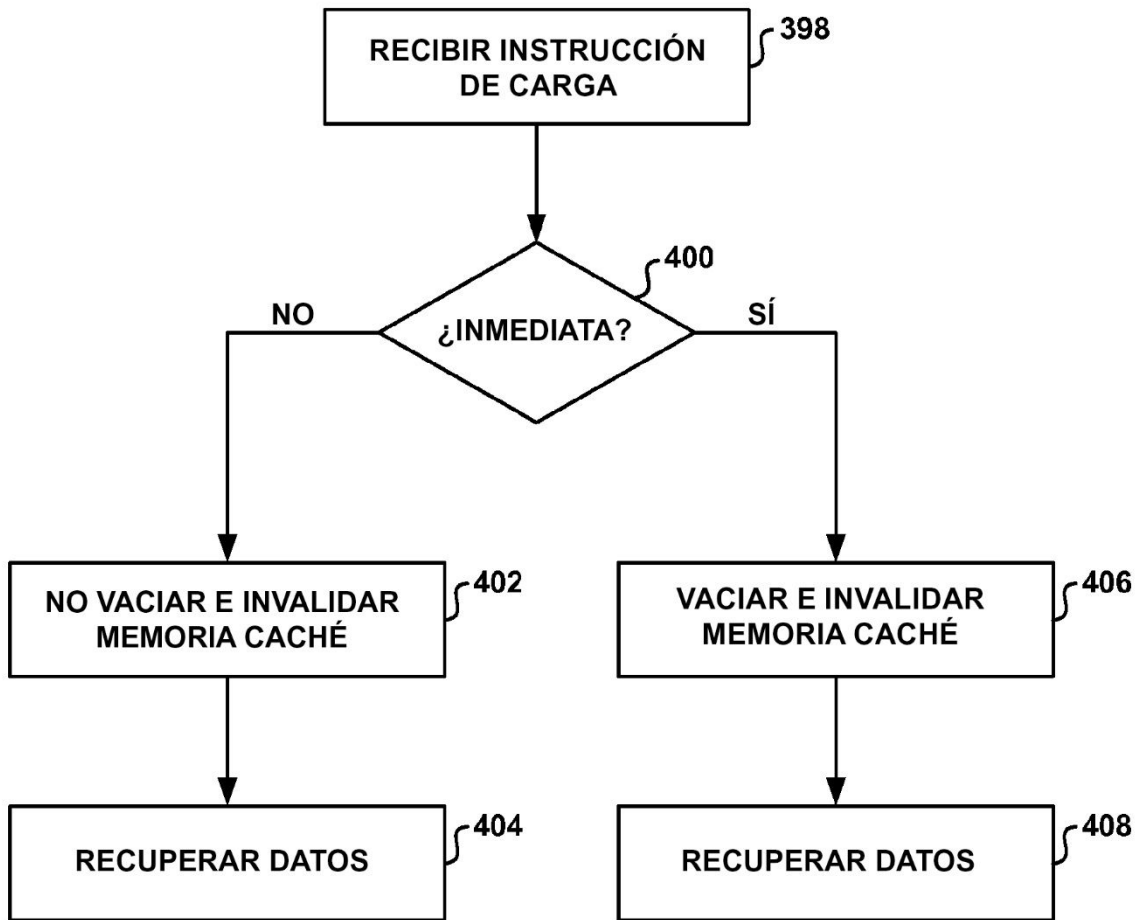 RECIBIR INSTRUCCIÓN
DE CARGA
398
400
NO
¿INMEDIATA?
SÍ
NO VACIAR E INVALIDAR
MEMORIA CACHÉ
402
VACIAR E INVALIDAR
MEMORIA CACHÉ
406
RECUPERAR DATOS
404
RECUPERAR DATOS
408